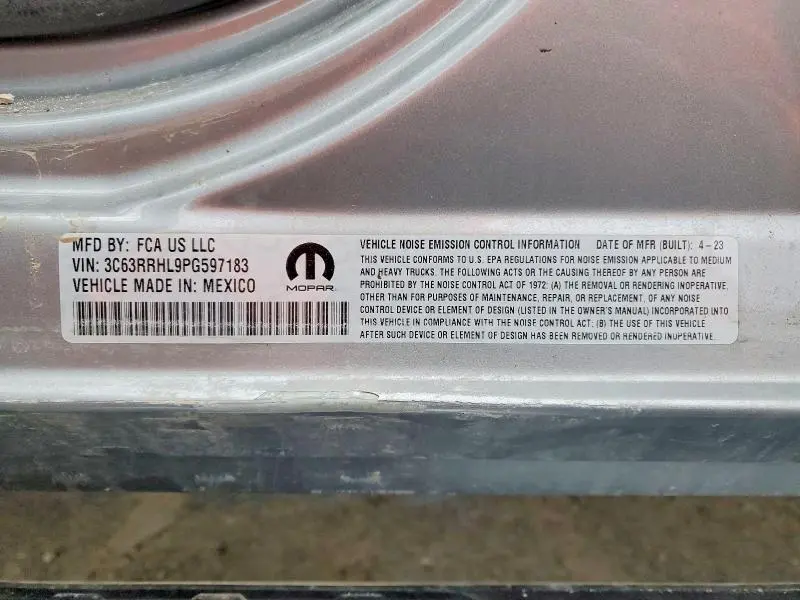 MFD BY: FCA US LLC
VIN: 3C63RRHL9PG597183
VEHICLE MADE IN: MEXICO
MOPAR
VEHICLE NOISE EMISSION CONTROL INFORMATION DATE OF MFR (BUILT): 4-23
THIS VEHICLE CONFORMS TO U.S. EPA REGULATIONS FOR NOISE EMISSION APPLICABLE TO MEDIUM
AND HEAVY TRUCKS. THE FOLLOWING ACTS OR THE CAUSING THEREOF BY ANY PERSON ARE
PROHIBITED BY THE NOISE CONTROL ACT OF 1972: (A) THE REMOVAL OR RENDERING INOPERATIVE,
OTHER THAN FOR PURPOSES OF MAINTENANCE, REPAIR, OR REPLACEMENT, OF ANY NOISE
CONTROL DEVICE OR ELEMENT OF DESIGN (LISTED IN THE OWNER'S MANUAL) INCORPORATED INTO
THIS VEHICLE IN COMPLIANCE WITH THE NOISE CONTROL ACT; (B) THE USE OF THIS VEHICLE
AFTER SUCH DEVICE OR ELEMENT OF DESIGN HAS BEEN REMOVED OR RENDERED INOPERATIVE.